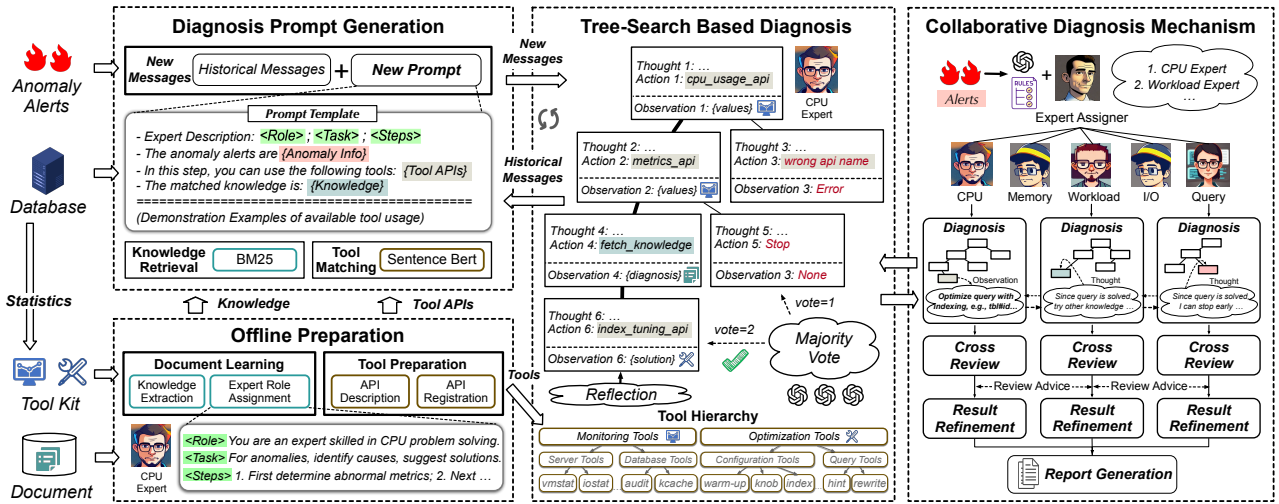 Anomaly
Alerts
Database
Statistics
Tool Kit
Document
Diagnosis Prompt Generation
New
Messages
Historical Messages
+
New Prompt
Prompt Template
- Expert Description: <Role> ; <Task> ; <Steps>
- The anomaly alerts are {Anomaly Info}
- In this step, you can use the following tools: {Tool APIs}
- The matched knowledge is: {Knowledge}
==========================================
(Demonstration Examples of available tool usage)
Knowledge
Retrieval
BM25
Tool
Matching
Sentence Bert
Knowledge
Tool APIs
Offline Preparation
Document Learning
Knowledge
Extraction
Expert Role
Assignment
Tool Preparation
API
Description
API
Registration
CPU
Expert
<Role> You are an expert skilled in CPU problem solving.
<Task> For anomalies, identify causes, suggest solutions.
<Steps> 1. First determine abnormal metrics; 2. Next ...
New
Messages
Historical
Messages
Tools
Tree-Search Based Diagnosis
Thought 1: ...
Action 1: cpu_usage_api
Observation 1: {values}
CPU
Expert
Thought 2: ...
Action 2: metrics_api
Observation 2: {values}
Thought 3: ...
Action 3: wrong api name
Observation 3: Error
Thought 4: ...
Action 4: fetch_knowledge
Observation 4: {diagnosis}
Thought 5: ...
Action 5: Stop
Observation 3: None
Thought 6: ...
Action 6: index_tuning_api
Observation 6: {solution}
vote=1
vote=2
Majority
Vote
Reflection
Tool Hierarchy
Monitoring Tools
Optimization Tools
Server Tools
Database Tools
Configuration Tools
Query Tools
vmstat
iostat
...
audit
kcache
warm-up
knob
index
...
hint
rewrite
Collaborative Diagnosis Mechanism
Alerts
RULES
+
1. CPU Expert
2. Workload Expert
...
Expert Assigner
CPU
Memory
Workload
I/O
Query
Diagnosis
Observation
Optimize query with
indexing, e.g., tbl#id...
Diagnosis
Thought
Since query is solved,
try other knowledge ...
Diagnosis
Thought
Since query is solved,
I can stop early ...
Cross
Review
Cross
Review
Cross
Review
Review Advice
Review Advice
Result
Refinement
Result
Refinement
Result
Refinement
Report Generation